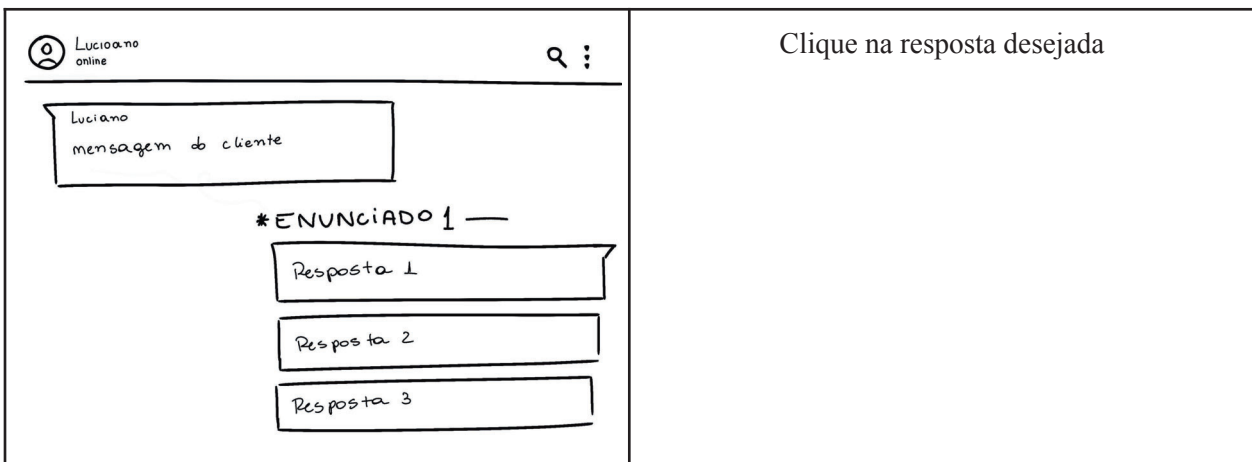 Lucioano
online
Luciano
mensagem do cliente
*ENUNCIADO 1
Resposta 1
Resposta 2
Resposta 3
Clique na resposta desejada